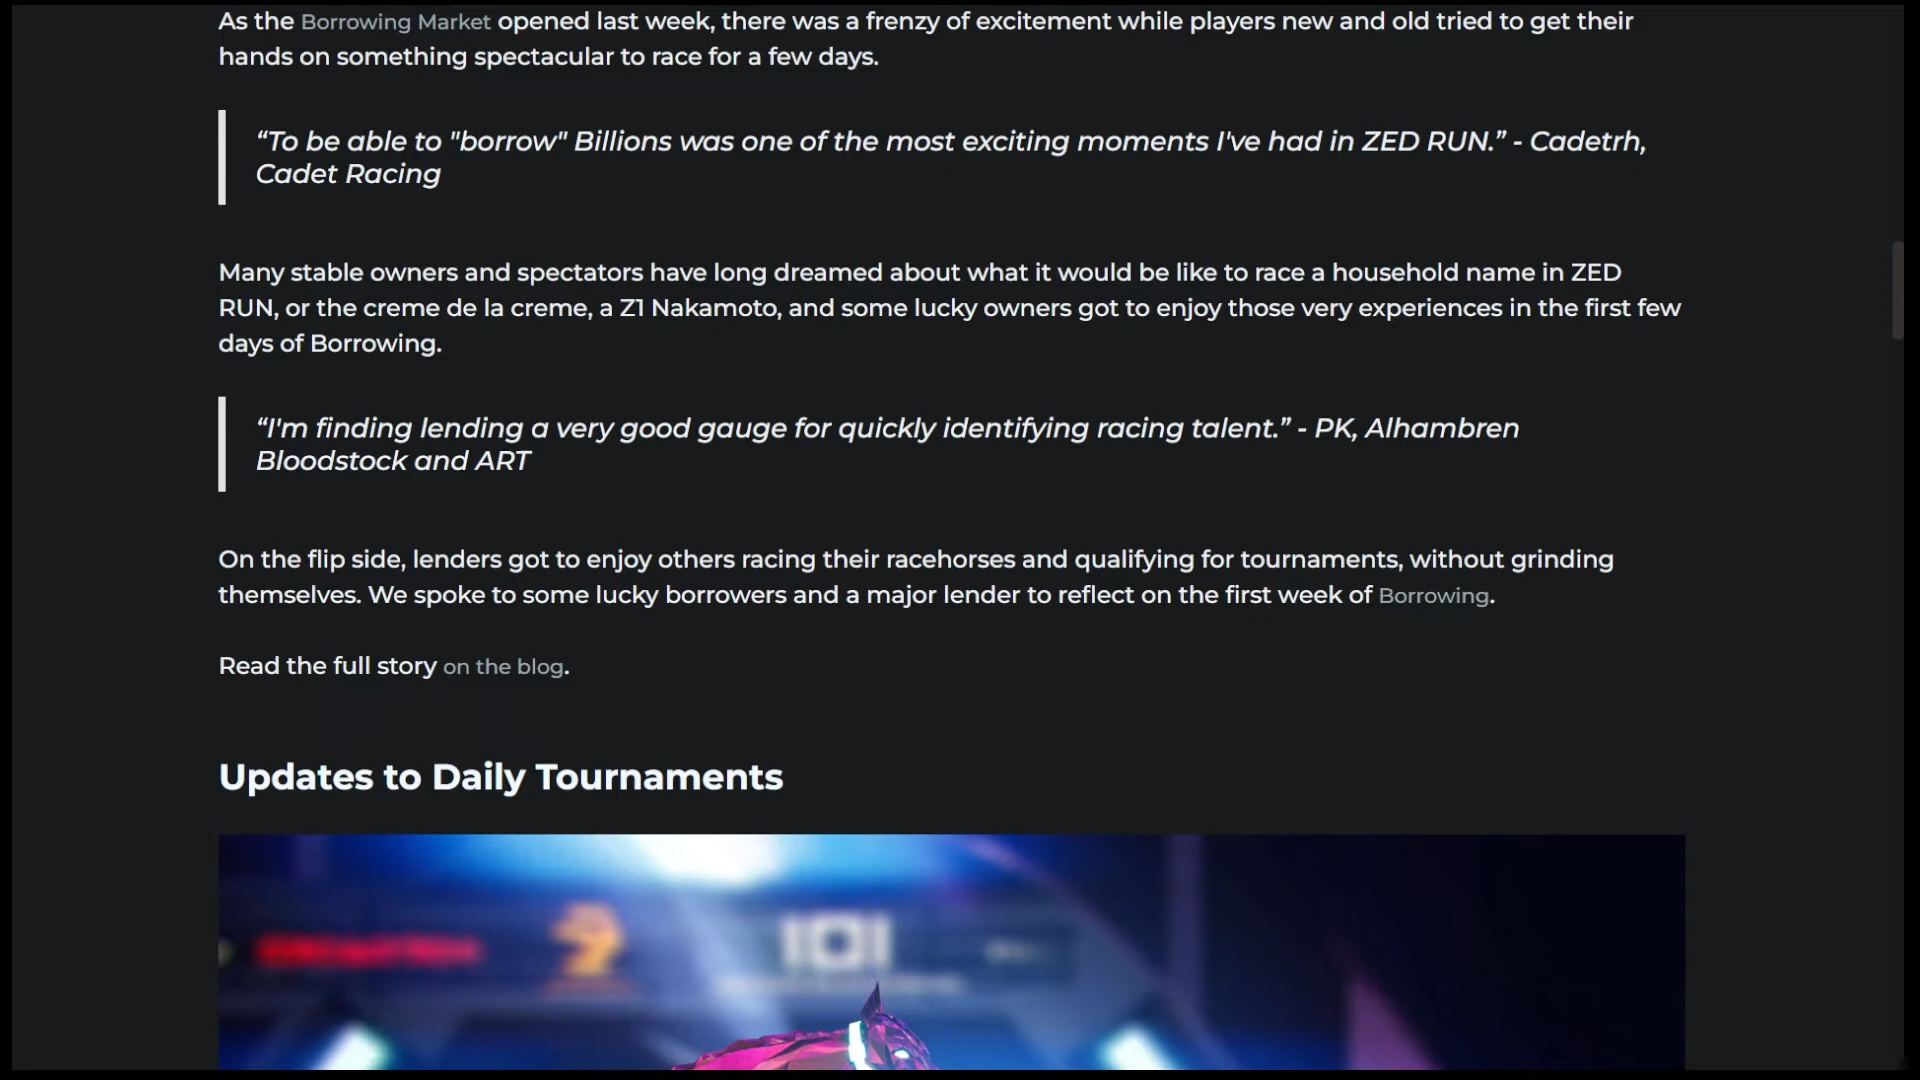 As the Borrowing Market opened last week, there was a frenzy of excitement while players new and old tried to get their
hands on something spectacular to race for a few days.
“To be able to "borrow" Billions was one of the most exciting moments I've had in ZED RUN.” - Cadetrh,
Cadet Racing
Many stable owners and spectators have long dreamed about what it would be like to race a household name in ZED
RUN, or the creme de la creme, a Z1 Nakamoto, and some lucky owners got to enjoy those very experiences in the first few
days of Borrowing.
“I'm finding lending a very good gauge for quickly identifying racing talent.” - PK, Alhambren
Bloodstock and ART
On the flip side, lenders got to enjoy others racing their racehorses and qualifying for tournaments, without grinding
themselves. We spoke to some lucky borrowers and a major lender to reflect on the first week of Borrowing.
Read the full story on the blog.
Updates to Daily Tournaments